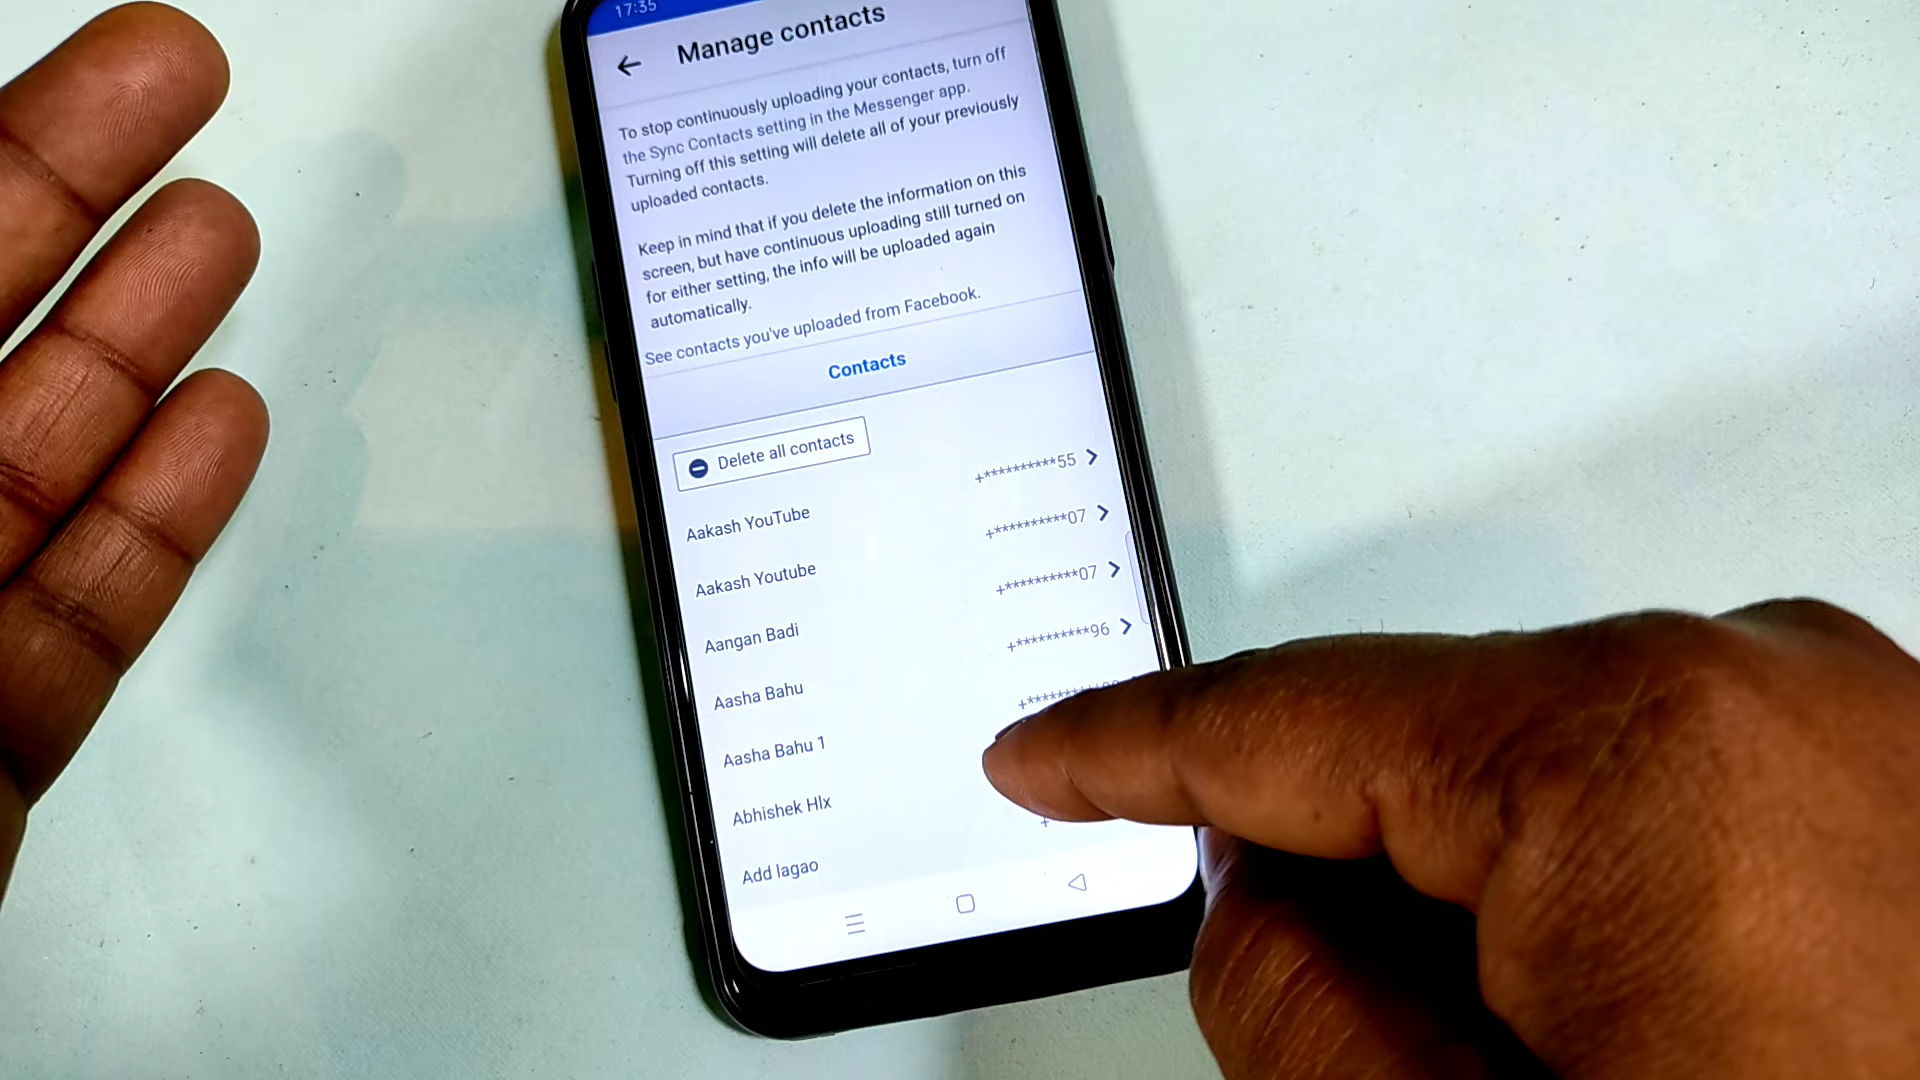 17:35
Manage contacts
To stop continuously uploading your contacts, turn off
the Sync Contacts setting in the Messenger app.
Turning off this setting will delete all of your previously
uploaded contacts.
Keep in mind that if you delete the information on this
screen, but have continuous uploading still turned on
for either setting, the info will be uploaded again
automatically.
See contacts you've uploaded from Facebook.
Contacts
Delete all contacts
Aakash YouTube +**********55
Aakash Youtube +**********07
Aangan Badi +**********07
Aasha Bahu +**********96
Aasha Bahu 1
Abhishek Hlx
Add lagao